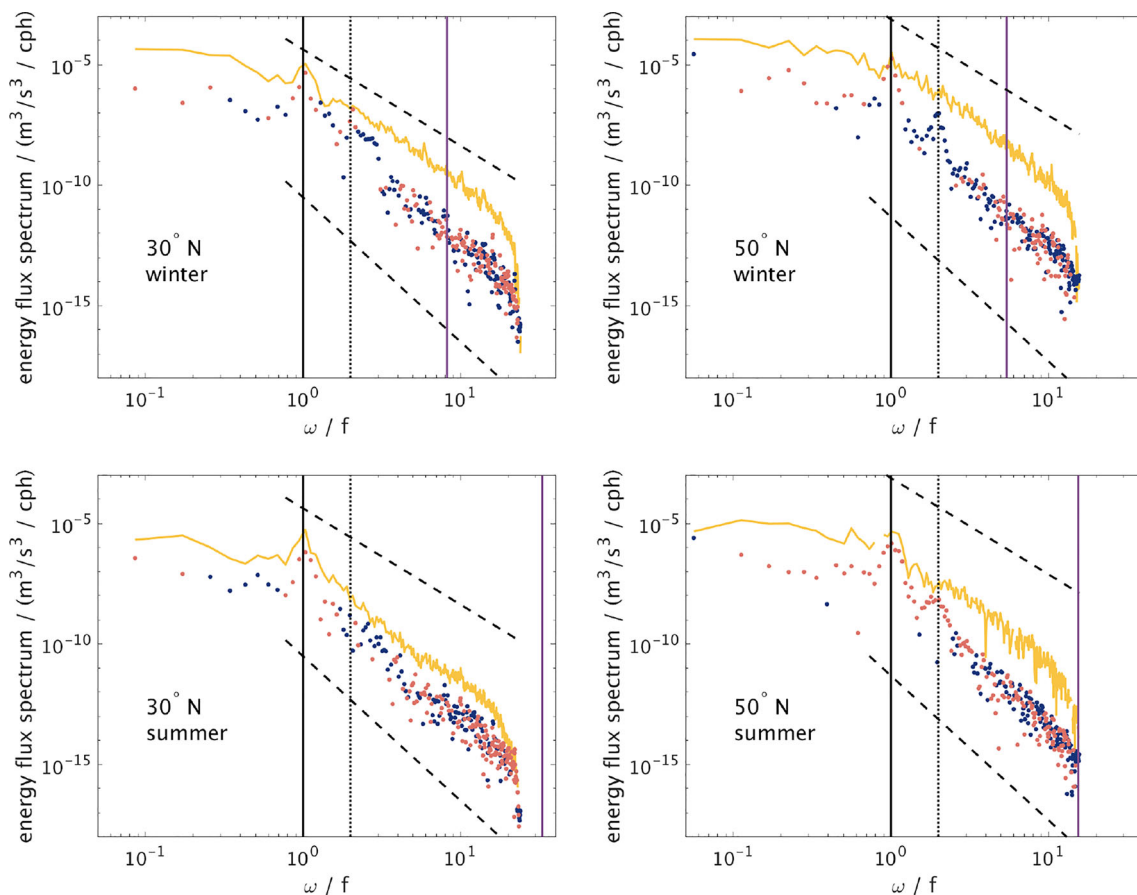 energy flux spectrum / (m³/s³ / cph)
10⁻⁵
10⁻¹⁰
10⁻¹⁵
30° N
winter
10⁻¹ 10⁰ 10¹
ω / f
energy flux spectrum / (m³/s³ / cph)
10⁻⁵
10⁻¹⁰
10⁻¹⁵
50° N
winter
10⁻¹ 10⁰ 10¹
ω / f
energy flux spectrum / (m³/s³ / cph)
10⁻⁵
10⁻¹⁰
10⁻¹⁵
30° N
summer
10⁻¹ 10⁰ 10¹
ω / f
energy flux spectrum / (m³/s³ / cph)
10⁻⁵
10⁻¹⁰
10⁻¹⁵
50° N
summer
10⁻¹ 10⁰ 10¹
ω / f